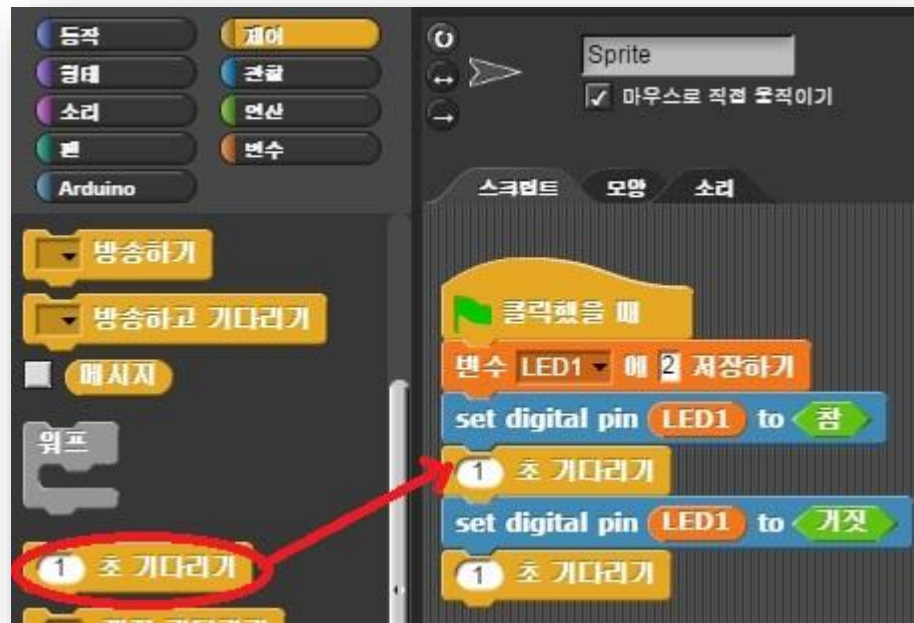 동작
제어
형태
관찰
소리
연산
펜
변수
Arduino
방송하기
방송하고 기다리기
메시지
워프
1 초 기다리기
Sprite
마우스로 직접 움직이기
스크립트 모양 소리
클릭했을 때
변수 LED1 에 2 저장하기
set digital pin LED1 to 참
1 초 기다리기
set digital pin LED1 to 거짓
1 초 기다리기